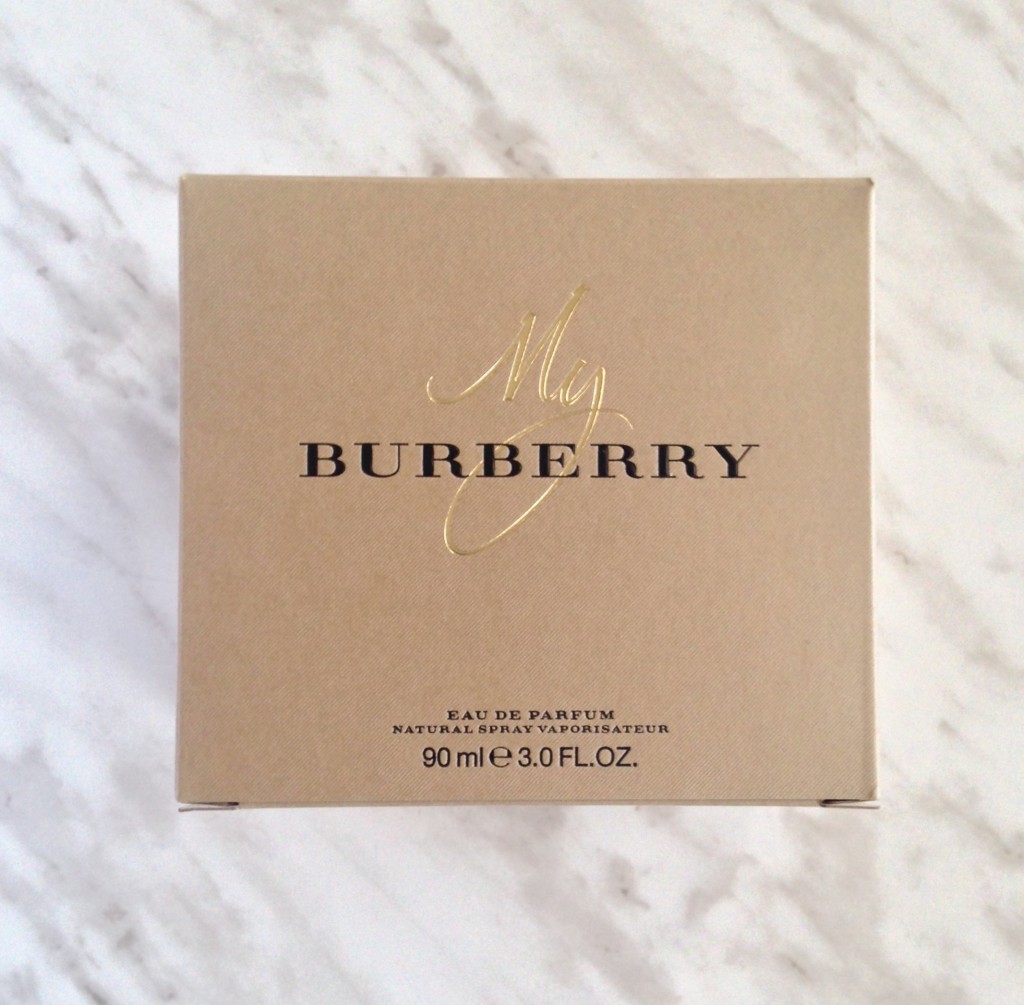 My
BURBERRY
EAU DE PARFUM
NATURAL SPRAY VAPORISATEUR
90 ml ℮ 3.0 FL.OZ.